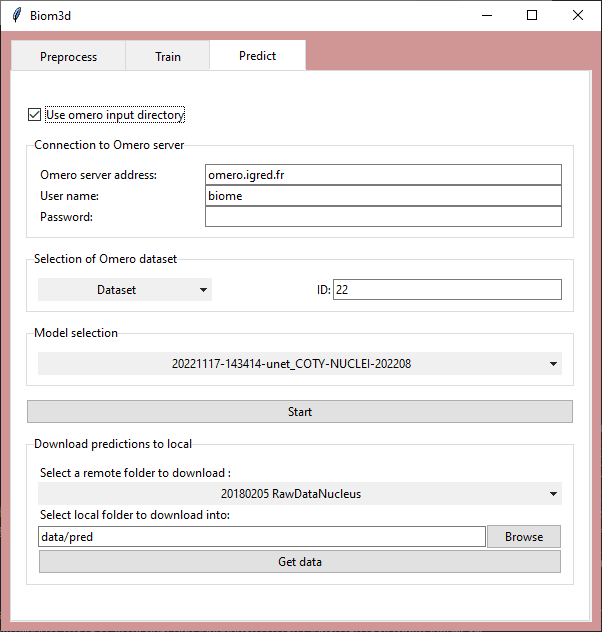 Biom3d
Preprocess Train Predict
Use omero input directory
Connection to Omero server
Omero server address: omero.igred.fr
User name: biome
Password:
Selection of Omero dataset
Dataset ID: 22
Model selection
20221117-143414-unet_COTY-NUCLEI-202208
Start
Download predictions to local
Select a remote folder to download :
20180205 RawDataNucleus
Select local folder to download into:
data/pred Browse
Get data